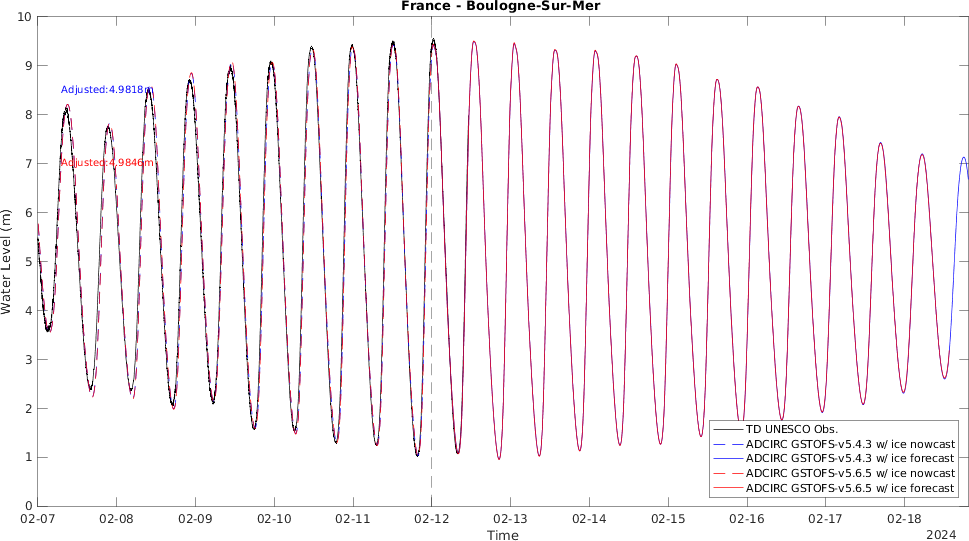 France - Boulogne-Sur-Mer
10
9
8
7
6
5
4
3
2
1
0
Water Level (m)
Adjusted:4.9818m
Adjusted:4.9846m
TD UNESCO Obs.
ADCIRC GSTOFS-v5.4.3 w/ ice nowcast
ADCIRC GSTOFS-v5.4.3 w/ ice forecast
ADCIRC GSTOFS-v5.6.5 w/ ice nowcast
ADCIRC GSTOFS-v5.6.5 w/ ice forecast
02-07 02-08 02-09 02-10 02-11 02-12 02-13 02-14 02-15 02-16 02-17 02-18
Time
2024